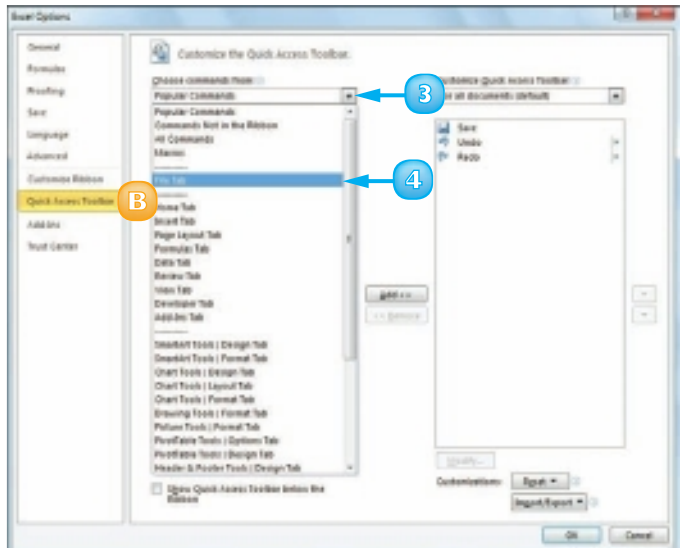 Excel Options
General
Formulas
Proofing
Save
Language
Advanced
Customize Ribbon
Quick Access Toolbar
Add-Ins
Trust Center
B
Customize the Quick Access Toolbar.
Choose commands from:
Popular Commands
3
Popular Commands
Commands Not in the Ribbon
All Commands
Macros
File Tab
4
Home Tab
Insert Tab
Page Layout Tab
Formulas Tab
Data Tab
Review Tab
View Tab
Developer Tab
Add-Ins Tab
SmartArt Tools | Design Tab
SmartArt Tools | Format Tab
Chart Tools | Design Tab
Chart Tools | Layout Tab
Chart Tools | Format Tab
Drawing Tools | Format Tab
Picture Tools | Format Tab
PivotTable Tools | Options Tab
PivotTable Tools | Design Tab
Header & Footer Tools | Design Tab
Show Quick Access Toolbar below the
Ribbon
Add >>
<< Remove
Customize Quick Access Toolbar:
For all documents (default)
Save
Undo
Redo
Modify...
Customizations:
Reset
Import/Export
OK
Cancel